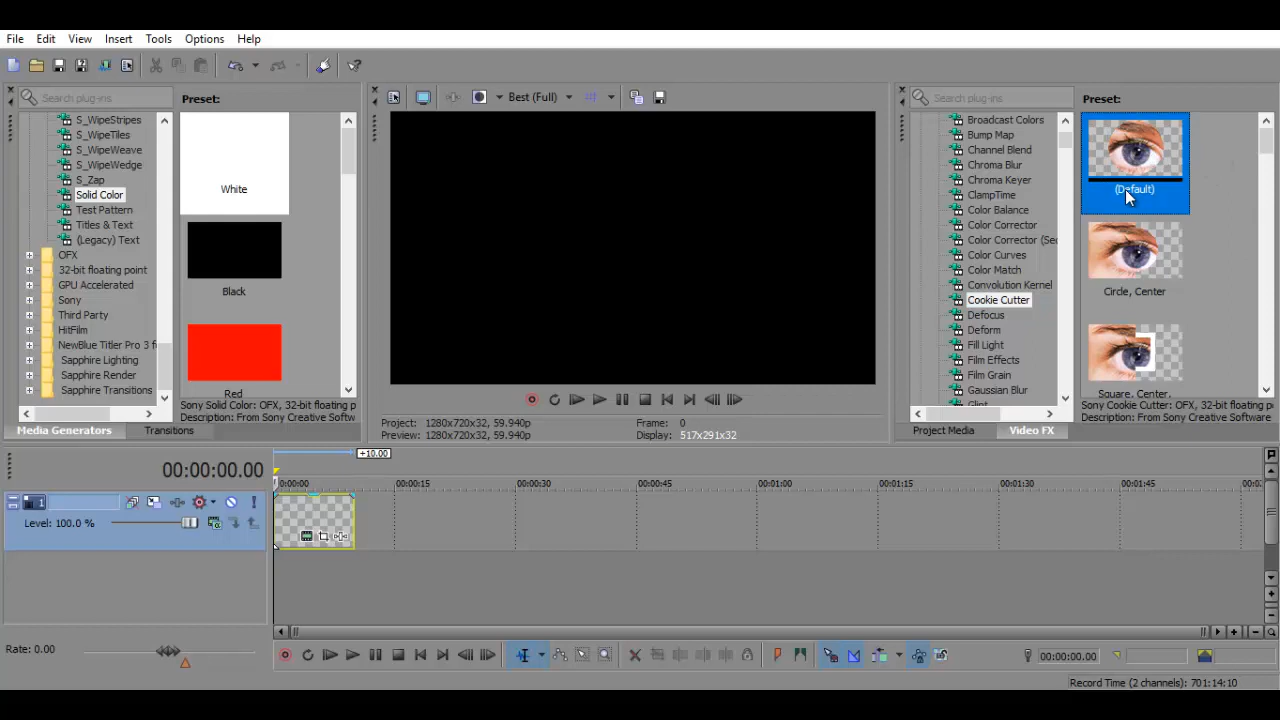 File Edit View Insert Tools Options Help
Best (Full)
Search plug-ins
Preset:
S_WipeStripes
S_WipeTiles
S_WipeWeave
S_WipeWedge
S_Zap
Solid Color
Test Pattern
Titles & Text
(Legacy) Text
OFX
32-bit floating point
GPU Accelerated
Sony
Third Party
HitFilm
NewBlue Titler Pro 3 f
Sapphire Lighting
Sapphire Render
Sapphire Transitions
White
Black
Red
Sony Solid Color: OFX, 32-bit floating p
Description: From Sony Creative Softw
Media Generators Transitions
Project: 1280x720x32, 59.940p
Preview: 1280x720x32, 59.940p
Frame: 0
Display: 517x291x32
Search plug-ins
Preset:
Broadcast Colors
Bump Map
Channel Blend
Chroma Blur
Chroma Keyer
ClampTime
Color Balance
Color Corrector
Color Corrector (Sec
Color Curves
Color Match
Convolution Kernel
Cookie Cutter
Defocus
Deform
Fill Light
Film Effects
Film Grain
Gaussian Blur
Glint
(Default)
Circle, Center
Square, Center,
Sony Cookie Cutter: OFX, 32-bit floating po
Description: From Sony Creative Software
Project Media Video FX
00:00:00.00
+10.00
0:00:00 00:00:15 00:00:30 00:00:45 00:01:00 00:01:15 00:01:30 00:01:45
1
Level: 100.0 %
Rate: 0.00
00:00:00.00
Record Time (2 channels): 701:14:10